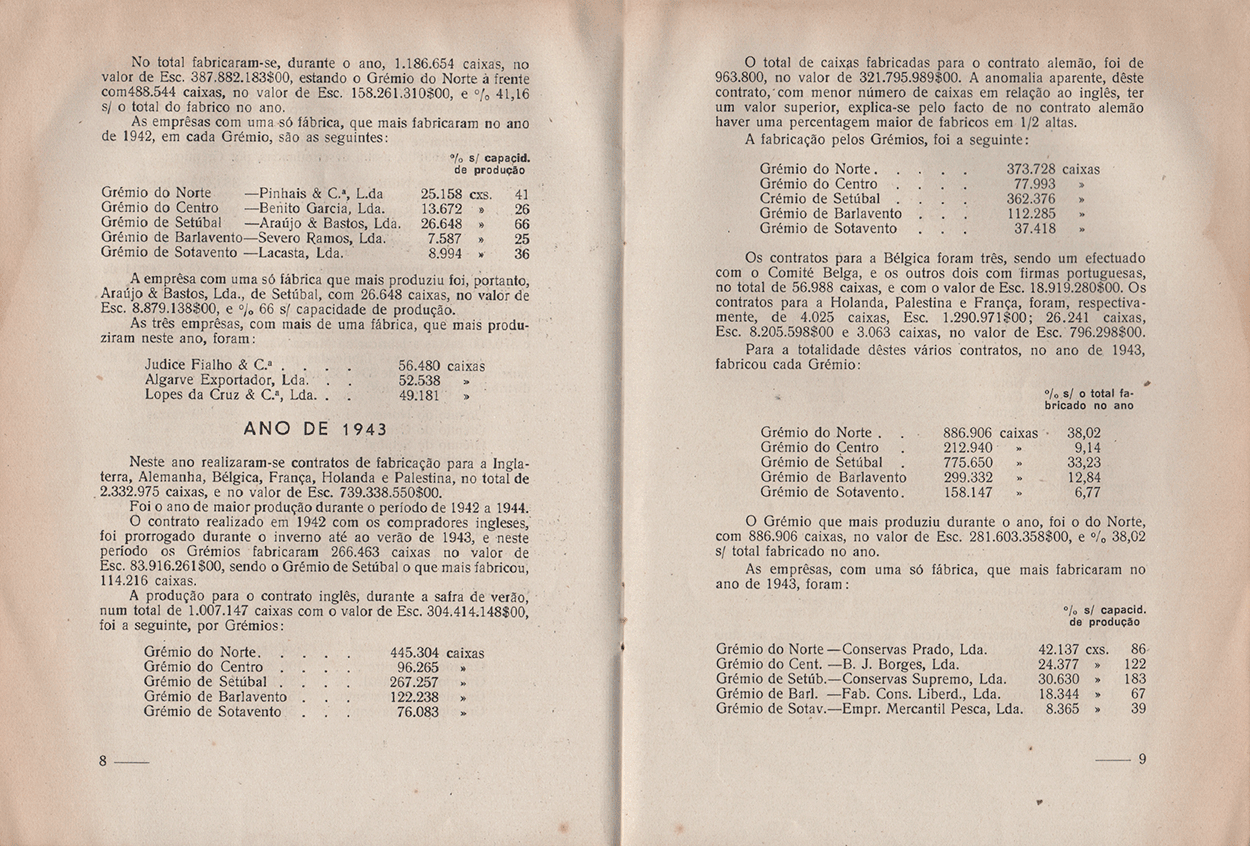 No total fabricaram-se, durante o ano, 1.186.654 caixas, no
valor de Esc. 387.882.183$00, estando o Grémio do Norte à frente
com488.544 caixas, no valor de Esc. 158.261.310$00, e % 41,16
s/ o total do fabrico no ano.
As emprêsas com uma só fábrica, que mais fabricaram no ano
de 1942, em cada Grémio, são as seguintes:
% s/ capacid.
de produção
Grémio do Norte —Pinhais & C.ª, L.da 25.158 cxs. 41
Grémio do Centro —Benito Garcia, Lda. 13.672 » 26
Grémio de Setúbal —Araújo & Bastos, Lda. 26.648 » 66
Grémio de Barlavento—Severo Ramos, Lda. 7.587 » 25
Grémio de Sotavento —Lacasta, Lda. 8.994 » 36
A emprêsa com uma só fábrica que mais produziu foi, portanto,
Araújo & Bastos, Lda., de Setúbal, com 26.648 caixas, no valor de
Esc. 8.879.138$00, e % 66 s/ capacidade de produção.
As três emprêsas, com mais de uma fábrica, que mais produ-
ziram neste ano, foram:
Judice Fialho & C.ª . . . . 56.480 caixas
Algarve Exportador, Lda. . . 52.538 »
Lopes da Cruz & C.ª, Lda. . . 49.181 »
ANO DE 1943
Neste ano realizaram-se contratos de fabricação para a Ingla-
terra, Alemanha, Bélgica, França, Holanda e Palestina, no total de
2.332.975 caixas, e no valor de Esc. 739.338.550$00.
Foi o ano de maior produção durante o período de 1942 a 1944.
O contrato realizado em 1942 com os compradores ingleses,
foi prorrogado durante o inverno até ao verão de 1943, e neste
período os Grémios fabricaram 266.463 caixas no valor de
Esc. 83.916.261$00, sendo o Grémio de Setúbal o que mais fabricou,
114.216 caixas.
A produção para o contrato inglês, durante a safra de verão,
num total de 1.007.147 caixas com o valor de Esc. 304.414.148$00,
foi a seguinte, por Grémios:
Grémio do Norte. . . . . 445.304 caixas
Grémio do Centro . . . . 96.265 »
Grémio de Setúbal . . . . 267.257 »
Grémio de Barlavento . . . 122.238 »
Grémio de Sotavento . . . 76.083 »
8 ——
O total de caixas fabricadas para o contrato alemão, foi de
963.800, no valor de 321.795.989$00. A anomalia aparente, dêste
contrato, com menor número de caixas em relação ao inglês, ter
um valor superior, explica-se pelo facto de no contrato alemão
haver uma percentagem maior de fabricos em 1/2 altas.
A fabricação pelos Grémios, foi a seguinte:
Grémio do Norte . . . . . 373.728 caixas
Grémio do Centro . . . . 77.993 »
Crémio de Setúbal . . . . 362.376 »
Grémio de Barlavento . . . 112.285 »
Grémio de Sotavento . . . 37.418 »
Os contratos para a Bélgica foram três, sendo um efectuado
com o Comité Belga, e os outros dois com firmas portuguesas,
no total de 56.988 caixas, e com o valor de Esc. 18.919.280$00. Os
contratos para a Holanda, Palestina e França, foram, respectiva-
mente, de 4.025 caixas, Esc. 1.290.971$00; 26.241 caixas,
Esc. 8.205.598$00 e 3.063 caixas, no valor de Esc. 796.298$00.
Para a totalidade dêstes vários contratos, no ano de 1943,
fabricou cada Grémio:
% s/ o total fa-
bricado no ano
Grémio do Norte . . 886.906 caixas 38,02
Grémio do Centro . 212.940 » 9,14
Grémio de Setúbal . 775.650 » 33,23
Grémio de Barlavento 299.332 » 12,84
Grémio de Sotavento. 158.147 » 6,77
O Grémio que mais produziu durante o ano, foi o do Norte,
com 886.906 caixas, no valor de Esc. 281.603.358$00, e % 38,02
s/ total fabricado no ano.
As emprêsas, com uma só fábrica, que mais fabricaram no
ano de 1943, foram:
% s/ capacid.
de produção
Grémio do Norte —Conservas Prado, Lda. 42.137 cxs. 86
Grémio do Cent. —B. J. Borges, Lda. 24.377 » 122
Grémio de Setúb.—Conservas Supremo, Lda. 30.630 » 183
Grémio de Barl. —Fab. Cons. Liberd., Lda. 18.344 » 67
Grémio de Sotav.—Empr. Mercantil Pesca, Lda. 8.365 » 39
—— 9